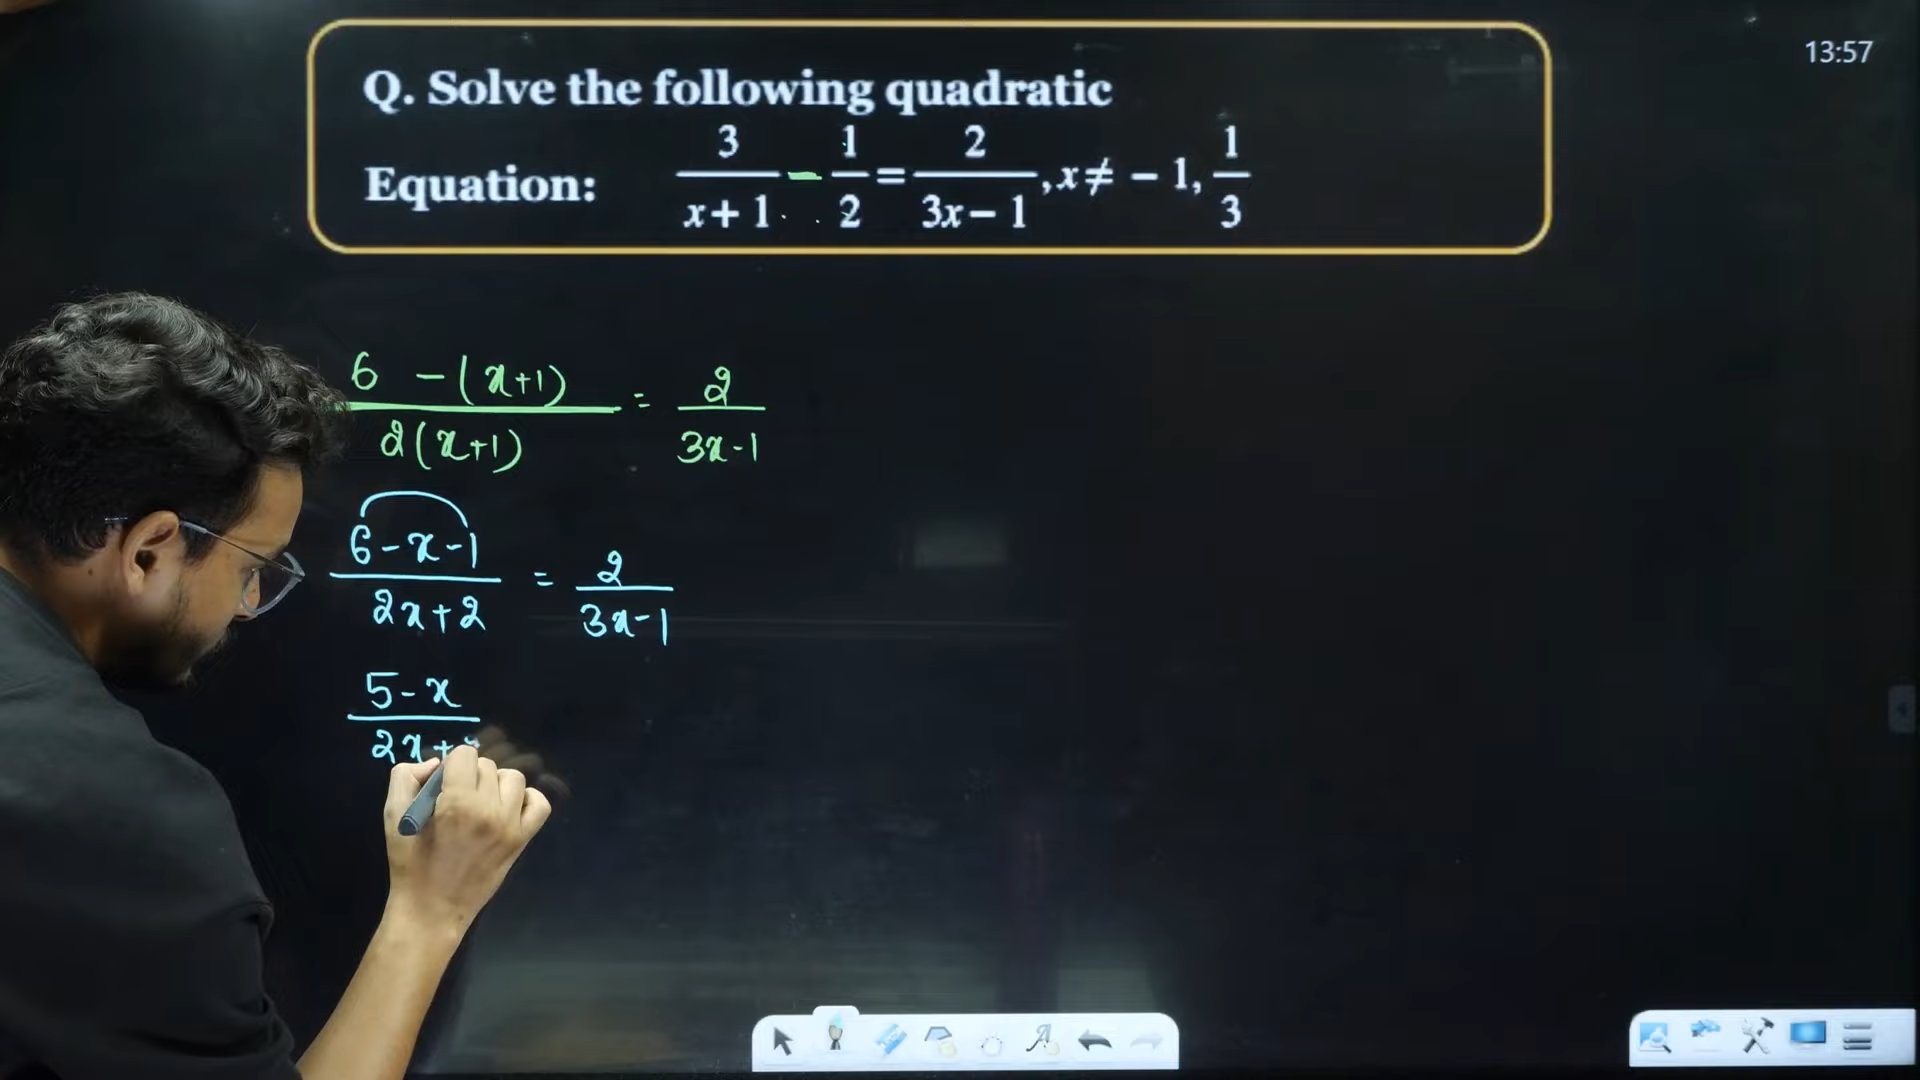 13:57
Q. Solve the following quadratic
Equation: 3/(x+1) - 1/2 = 2/(3x-1), x ≠ -1, 1/3
(6 -(x+1))/(2(x+1)) = 2/(3x-1)
(6-x-1)/(2x+2) = 2/(3x-1)
(5-x)/(2x+